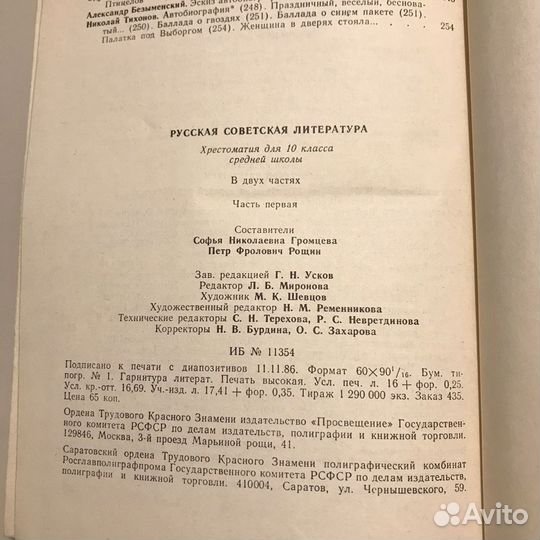 Птицелов
Александр Безыменский. Эскиз
Николай Тихонов. Автобиография* (248). Праздничный, веселый, беснова-
тый... (250). Баллада о гвоздях (251). Баллада о синем пакете (251).
Палатка под Выборгом (254). Женщина в дверях стояла... . . 254
РУССКАЯ СОВЕТСКАЯ ЛИТЕРАТУРА
Хрестоматия для 10 класса
средней школы
В двух частях
Часть первая
Составители
Софья Николаевна Громцева
Петр Фролович Рощин
Зав. редакцией Г. Н. Усков
Редактор Л. Б. Миронова
Художник М. К. Шевцов
Художественный редактор Н. М. Ременникова
Технические редакторы С. Н. Терехова, Р. С. Невретдинова
Корректоры Н. В. Бурдина, О. С. Захарова
ИБ № 11354
Подписано к печати с диапозитивов 11.11.86. Формат 60×90¹/₁₆. Бум. ти-
погр. № 1. Гарнитура литерат. Печать высокая. Усл. печ. л. 16 + фор. 0,25.
Усл. кр.-отт. 16,69. Уч.-изд. л. 17,41 + фор. 0,35. Тираж 1 290 000 экз. Заказ 435.
Цена 65 коп.
Ордена Трудового Красного Знамени издательство «Просвещение» Государствен-
ного комитета РСФСР по делам издательств, полиграфии и книжной торговли.
129846, Москва, 3-й проезд Марьиной рощи, 41.
Саратовский ордена Трудового Красного Знамени полиграфический комбинат
Росглавполиграфпрома Государственного комитета РСФСР по делам издательств,
полиграфии и книжной торговли. 410004, Саратов, ул. Чернышевского, 59.
Avito